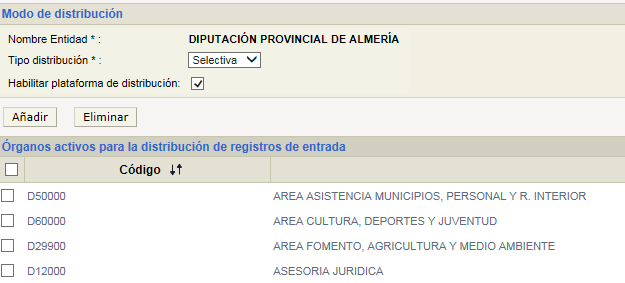 Modo de distribución
Nombre Entidad * : DIPUTACIÓN PROVINCIAL DE ALMERÍA
Tipo distribución * : Selectiva
Habilitar plataforma de distribución:
Añadir Eliminar
Órganos activos para la distribución de registros de entrada
Código
D50000 AREA ASISTENCIA MUNICIPIOS, PERSONAL Y R. INTERIOR
D60000 AREA CULTURA, DEPORTES Y JUVENTUD
D29900 AREA FOMENTO, AGRICULTURA Y MEDIO AMBIENTE
D12000 ASESORIA JURIDICA